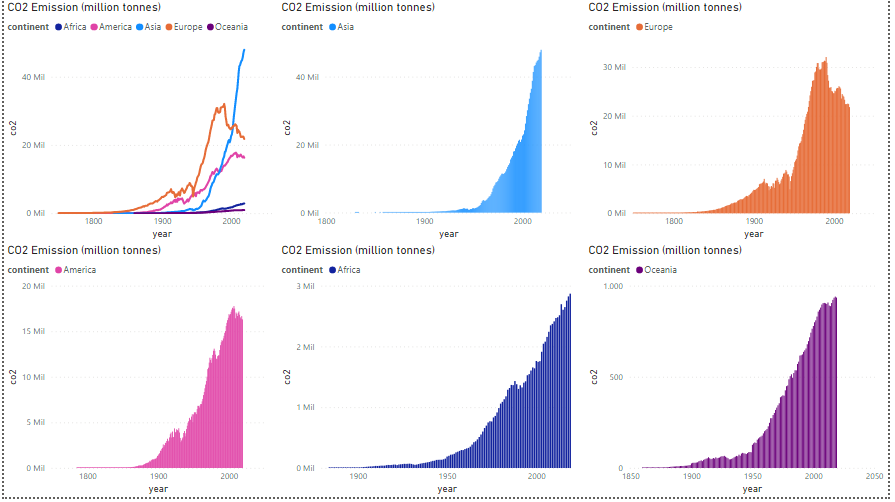 CO2 Emission (million tonnes)
continent Africa America Asia Europe Oceania
40 Mil
20 Mil
0 Mil
co2
1800 1900 2000
year
CO2 Emission (million tonnes)
continent Asia
40 Mil
20 Mil
0 Mil
co2
1800 1900 2000
year
CO2 Emission (million tonnes)
continent Europe
30 Mil
20 Mil
10 Mil
0 Mil
co2
1800 1900 2000
year
CO2 Emission (million tonnes)
continent America
20 Mil
15 Mil
10 Mil
5 Mil
0 Mil
co2
1800 1900 2000
year
CO2 Emission (million tonnes)
continent Africa
3 Mil
2 Mil
1 Mil
0 Mil
co2
1900 1950 2000
year
CO2 Emission (million tonnes)
continent Oceania
1.000
500
0
co2
1850 1900 1950 2000 2050
year